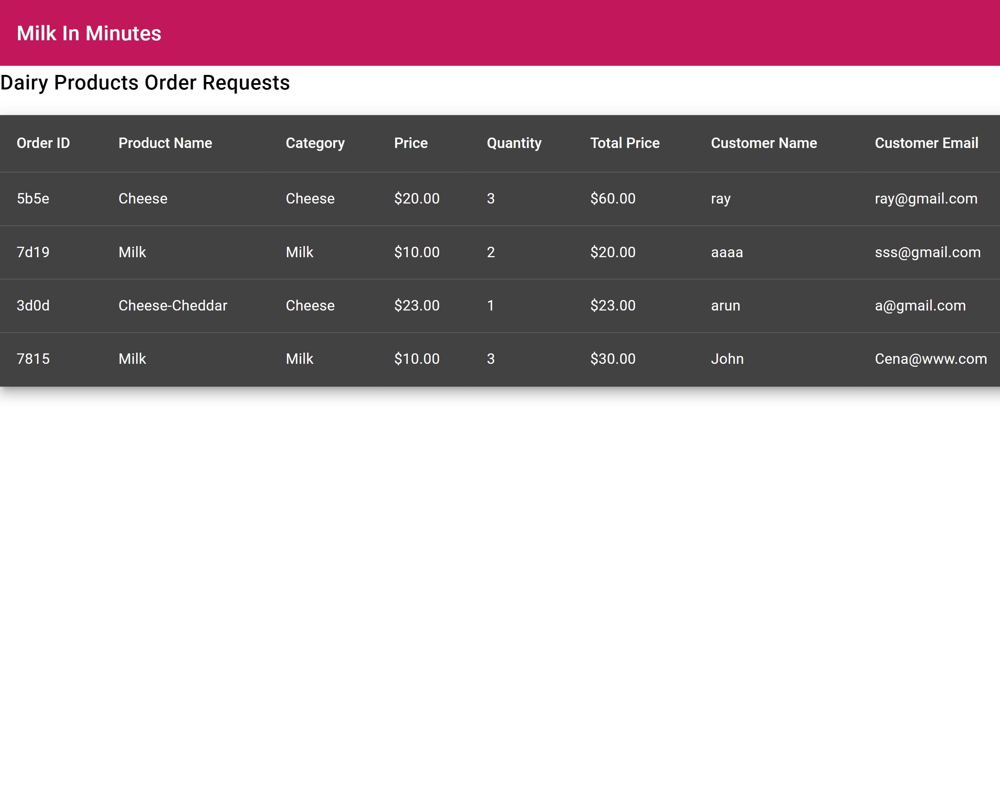 Milk In Minutes
Dairy Products Order Requests
Order ID Product Name Category Price Quantity Total Price Customer Name Customer Email
5b5e Cheese Cheese $20.00 3 $60.00 ray ray@gmail.com
7d19 Milk Milk $10.00 2 $20.00 aaaa sss@gmail.com
3d0d Cheese-Cheddar Cheese $23.00 1 $23.00 arun a@gmail.com
7815 Milk Milk $10.00 3 $30.00 John Cena@www.com